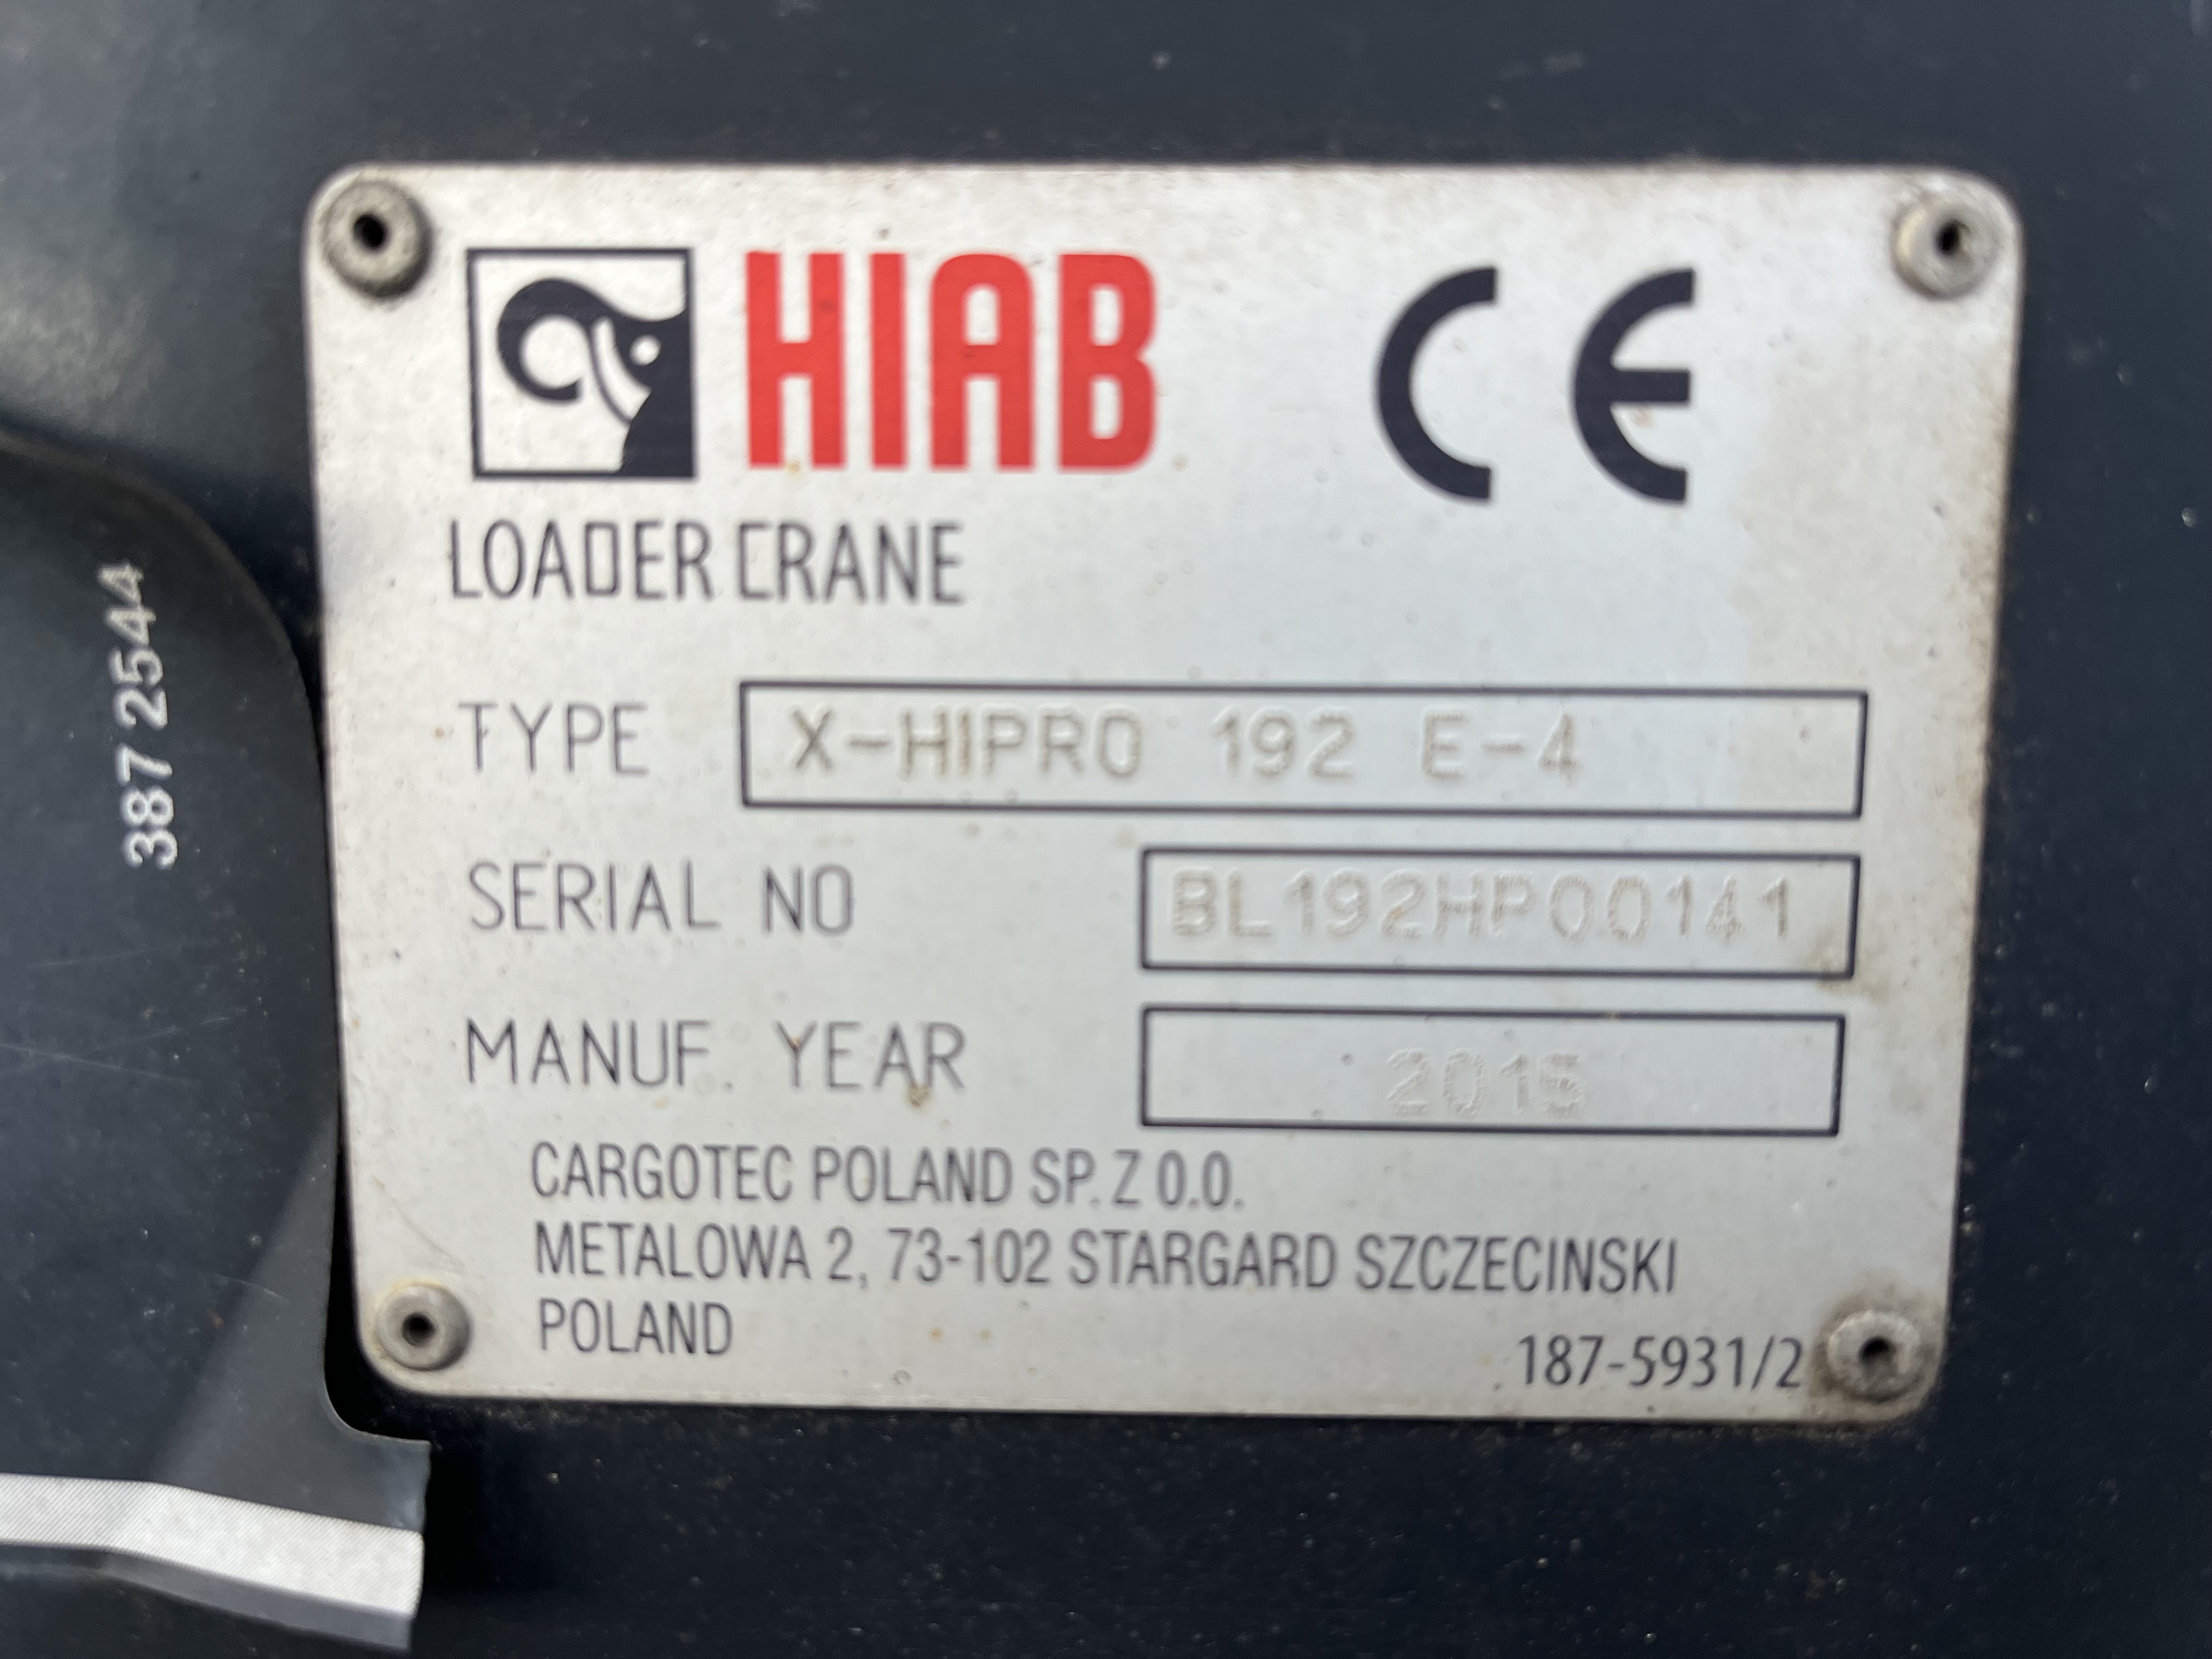 HIAB CE
LOADER CRANE
TYPE X-HIPRO 192 E-4
SERIAL NO BL192HP00141
MANUF. YEAR 2015
CARGOTEC POLAND SP. Z O.O.
METALOWA 2, 73-102 STARGARD SZCZECINSKI
POLAND
187-5931/2
387 2544